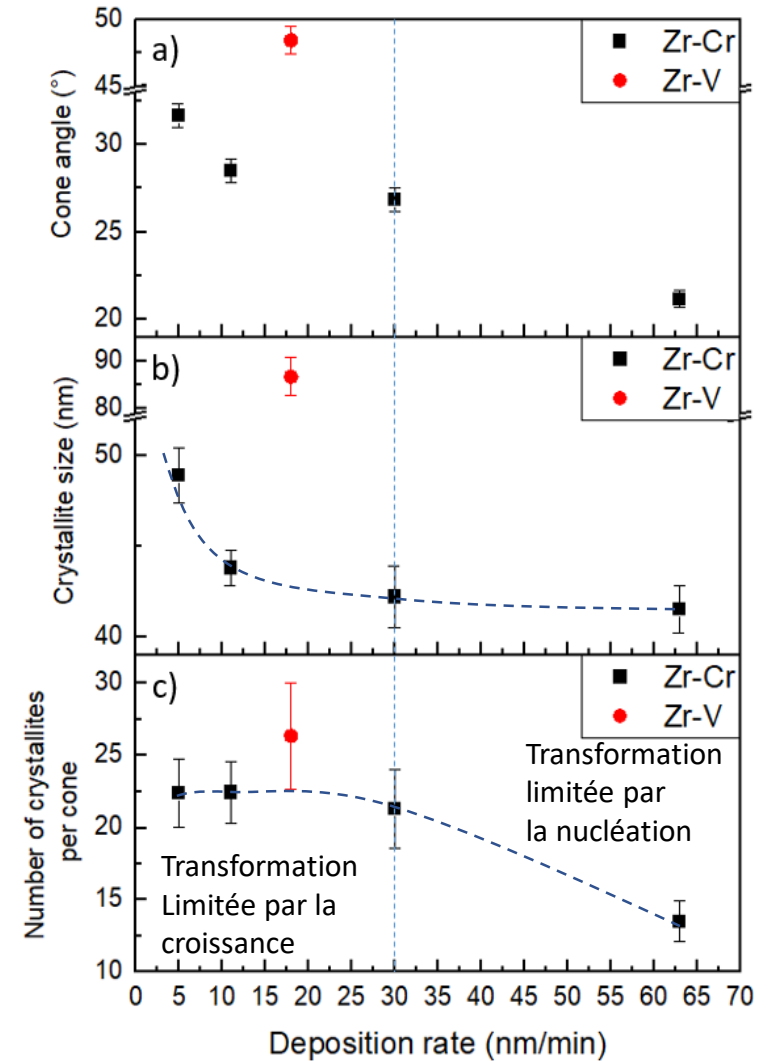 a)
Zr-Cr
Zr-V
Cone angle (°)
50
45
30
25
20
b)
Zr-Cr
Zr-V
Crystallite size (nm)
90
80
50
40
c)
Zr-Cr
Zr-V
Number of crystallites
per cone
30
25
20
15
10
Transformation
limitée par
la nucléation
Transformation
Limitée par la
croissance
0 5 10 15 20 25 30 35 40 45 50 55 60 65 70
Deposition rate (nm/min)